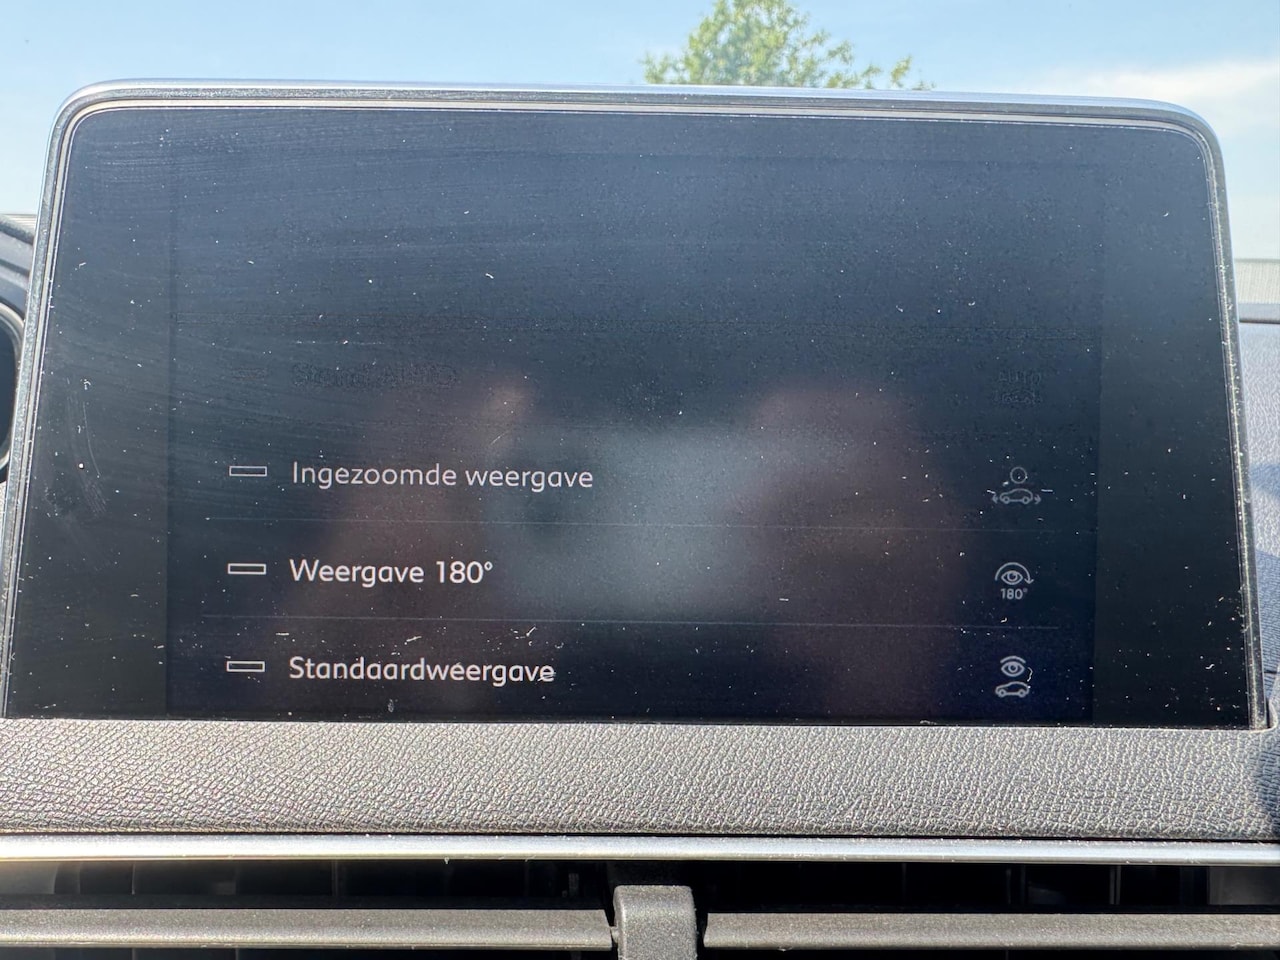 Ingezoomde weergave
Weergave 180°
180°
Standaardweergave